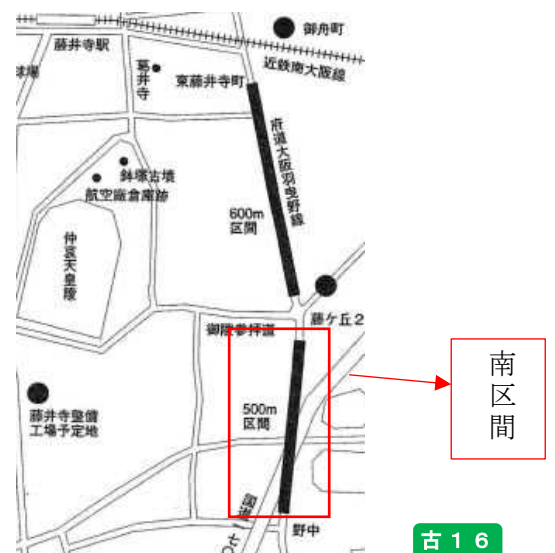 御舟町
藤井寺駅
近鉄南大阪線
球場
葛井寺
東藤井寺町
府道大阪羽曳野線
鉢塚古墳
航空廠倉庫跡
600m
区間
仲哀天皇陵
藤ケ丘2
御陵参拝道
南区間
500m
区間
藤井寺整備
工場予定地
国道一七〇
野中
古16